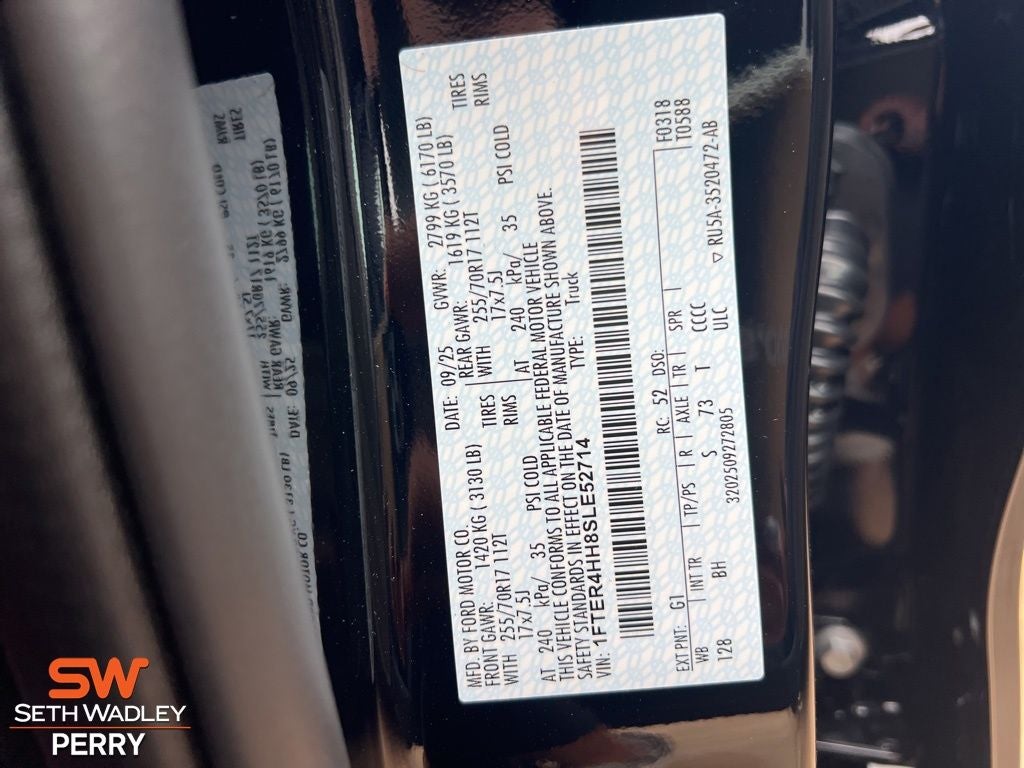 MFD. BY FORD MOTOR CO.
DATE: 09/25 GVWR: 2799 KG ( 6170 LB)
FRONT GAWR: 1420 KG ( 3130 LB) REAR GAWR: 1619 KG ( 3570 LB)
WITH 255/70R17 112T TIRES WITH 255/70R17 112T TIRES
17x7.5J RIMS 17x7.5J RIMS
AT 240 kPa/ 35 PSI COLD AT 240 kPa/ 35 PSI COLD
THIS VEHICLE CONFORMS TO ALL APPLICABLE FEDERAL MOTOR VEHICLE
SAFETY STANDARDS IN EFFECT ON THE DATE OF MANUFACTURE SHOWN ABOVE.
VIN: 1FTER4HH8SLE52714 TYPE: Truck
F0318
T0588
EXT PNT: G1 RC: 52 DSO:
WB | INT TR | TP/PS | R | AXLE | TR | SPR |
128 BH S 73 T CCCC
ULC
3202509272805 ▽ RU5A-3520472-AB
SW
SETH WADLEY
PERRY